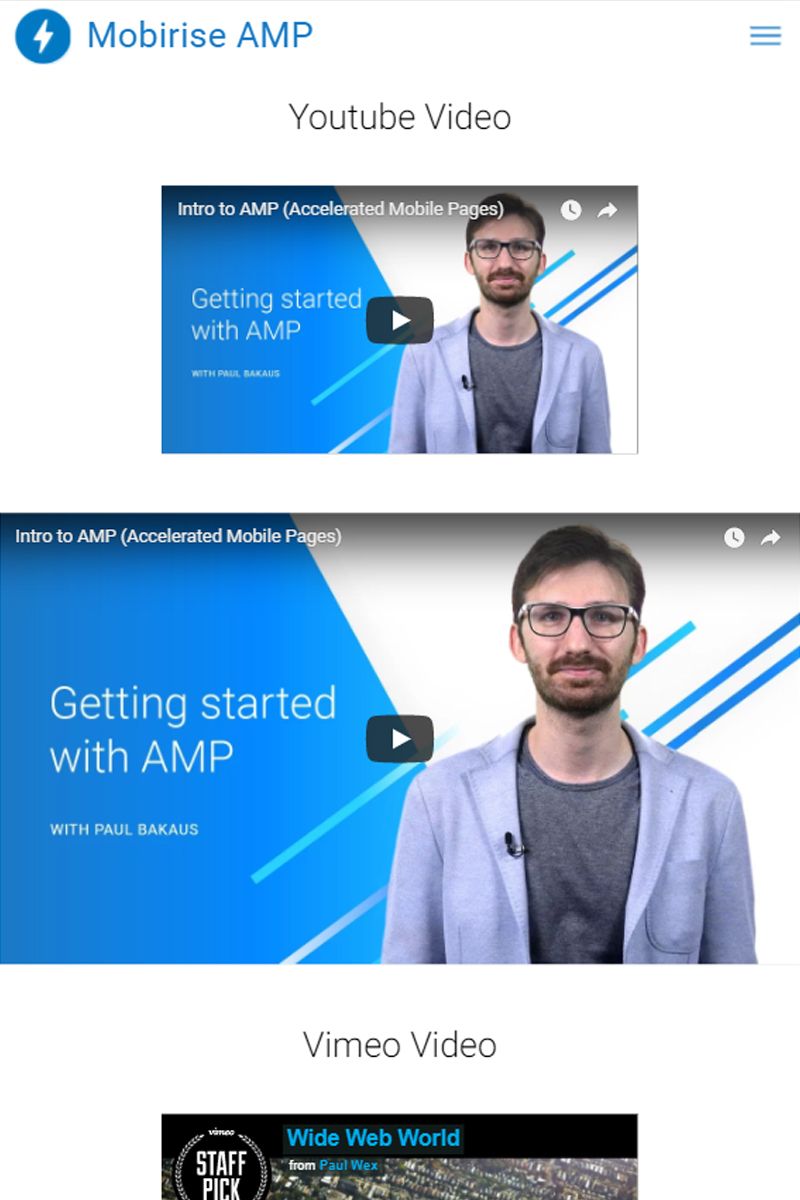 Mobirise AMP
Youtube Video
Intro to AMP (Accelerated Mobile Pages)
Getting started
with AMP
WITH PAUL BAKAUS
Intro to AMP (Accelerated Mobile Pages)
Getting started
with AMP
WITH PAUL BAKAUS
Vimeo Video
vimeo
STAFF
PICK
Wide Web World
from Paul Wex